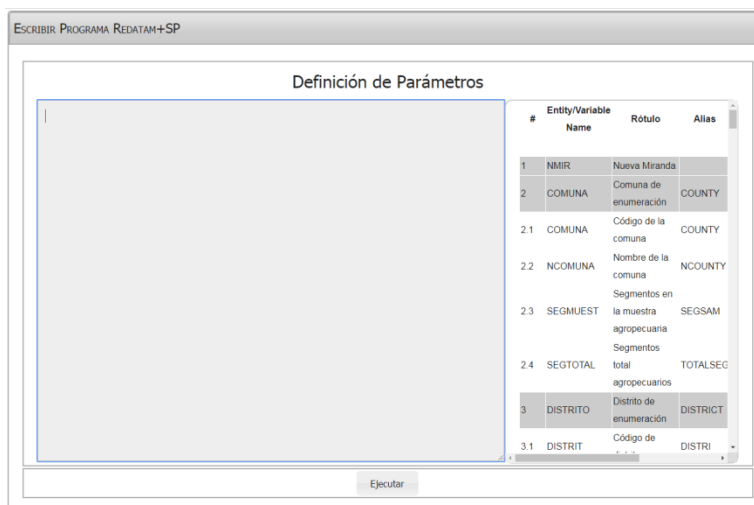 ESCRIBIR PROGRAMA REDATAM+SP
Definición de Parámetros
# Entity/Variable Name Rótulo Alias
1 NMIR Nueva Miranda
2 COMUNA Comuna de enumeración COUNTY
2.1 COMUNA Código de la comuna COUNTY
2.2 NCOMUNA Nombre de la comuna NCOUNTY
2.3 SEGMUEST Segmentos en la muestra agropecuaria SEGSAM
2.4 SEGTOTAL Segmentos total agropecuarios TOTALSEG
3 DISTRITO Distrito de enumeración DISTRICT
3.1 DISTRIT Código de DISTRI
Ejecutar